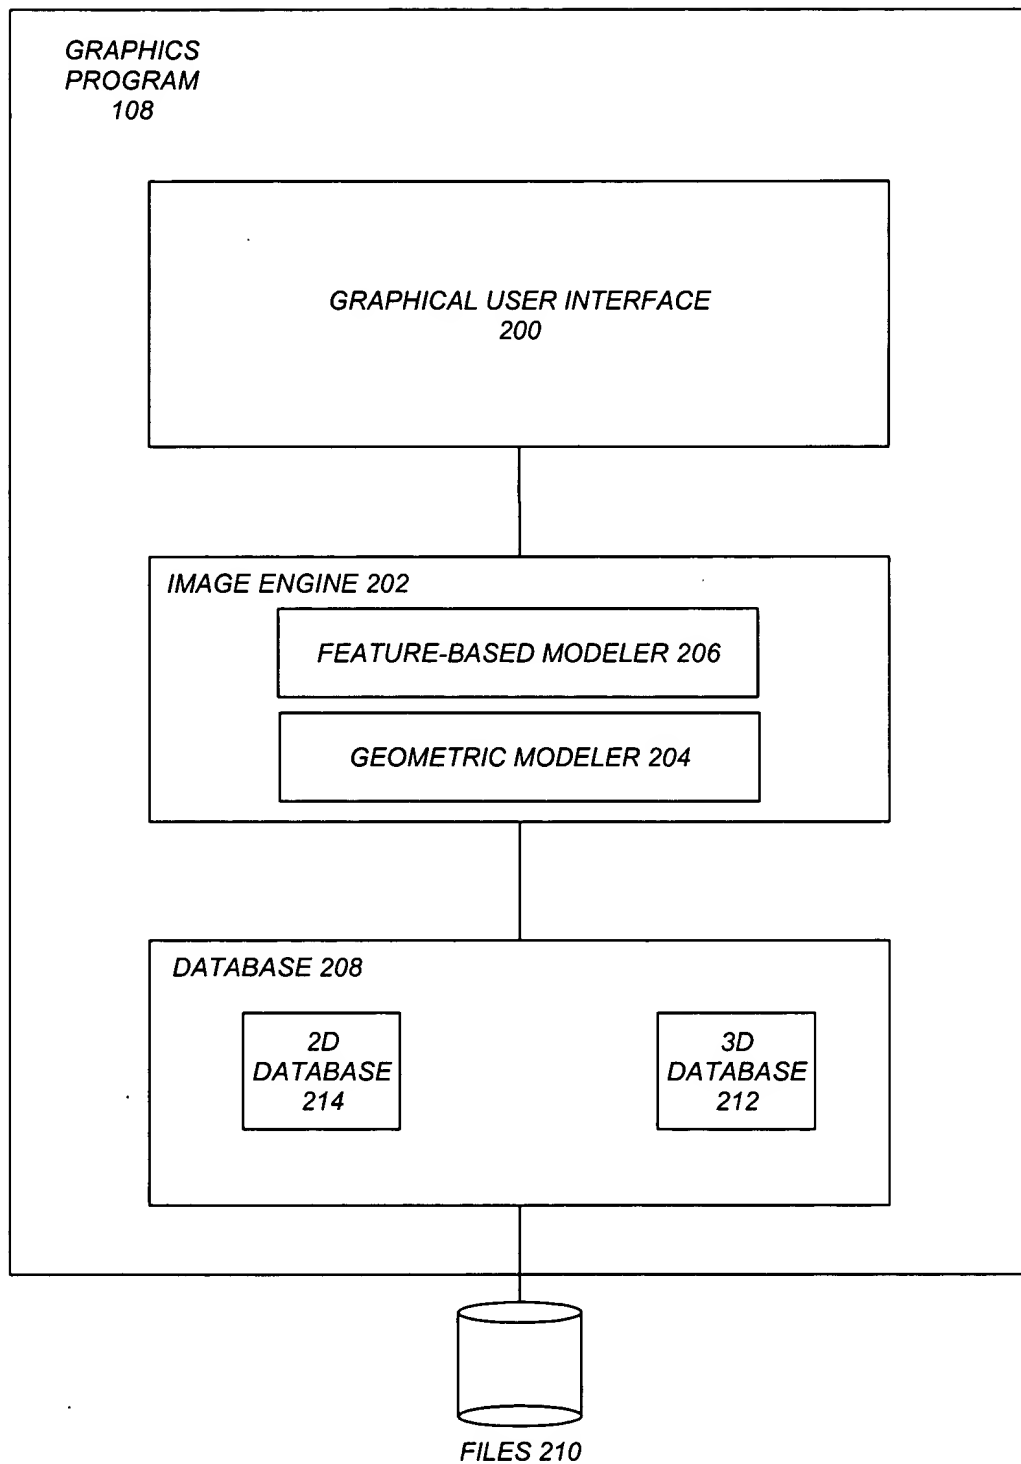 GRAPHICS
PROGRAM
108
GRAPHICAL USER INTERFACE
200
IMAGE ENGINE 202
FEATURE-BASED MODELER 206
GEOMETRIC MODELER 204
DATABASE 208
2D
DATABASE
214
3D
DATABASE
212
FILES 210